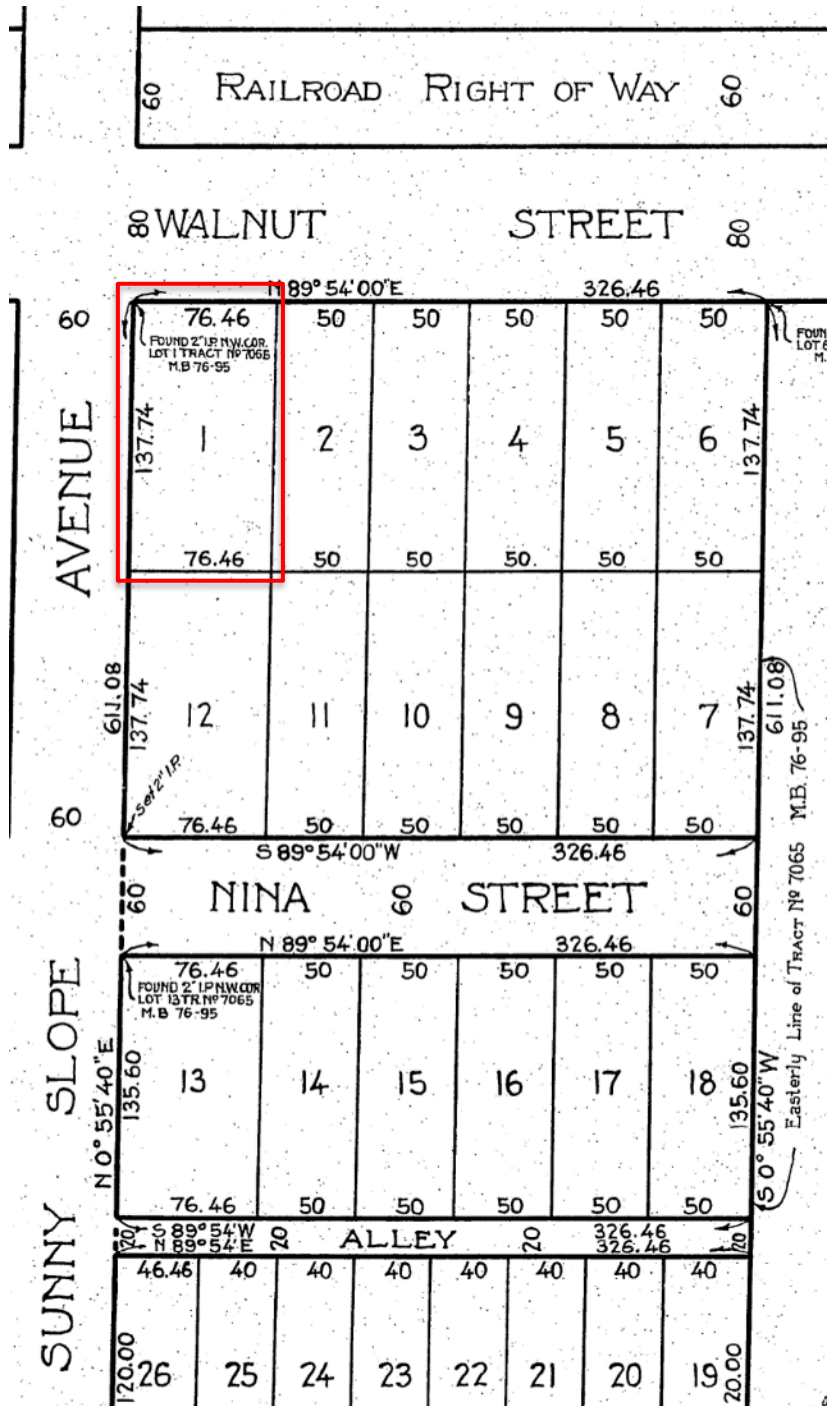 60 RAILROAD RIGHT OF WAY 60
80 WALNUT STREET 80
N 89° 54' 00" E 326.46
60 76.46 50 50 50 50 50
FOUND 2" I.P. N.W. COR.
LOT 1 TRACT Nº 7065
M.B 76-95
FOUN
LOT 6
M.
AVENUE
137.74 1 2 3 4 5 6 137.74
76.46 50 50 50 50 50
611.08 137.74 12 11 10 9 8 7 137.74 611.08
Set 2" I.P.
60 76.46 50 50 50 50 50
S 89° 54' 00" W 326.46
60 NINA 60 STREET 60
N 89° 54' 00" E 326.46
76.46 50 50 50 50 50
FOUND 2" I.P N.W.COR
LOT 13 TR. Nº 7065
M.B 76-95
SUNNY SLOPE
N 0° 55' 40" E 135.60 13 14 15 16 17 18 135.60 S 0° 55' 40" W
Easterly Line of TRACT Nº 7065 M.B. 76-95
76.46 50 50 50 50 50
S 89° 54' W 326.46
20 20 ALLEY 20 20
N 89° 54' E 326.46
46.46 40 40 40 40 40 40 40
120.00 26 25 24 23 22 21 20 19 20.00